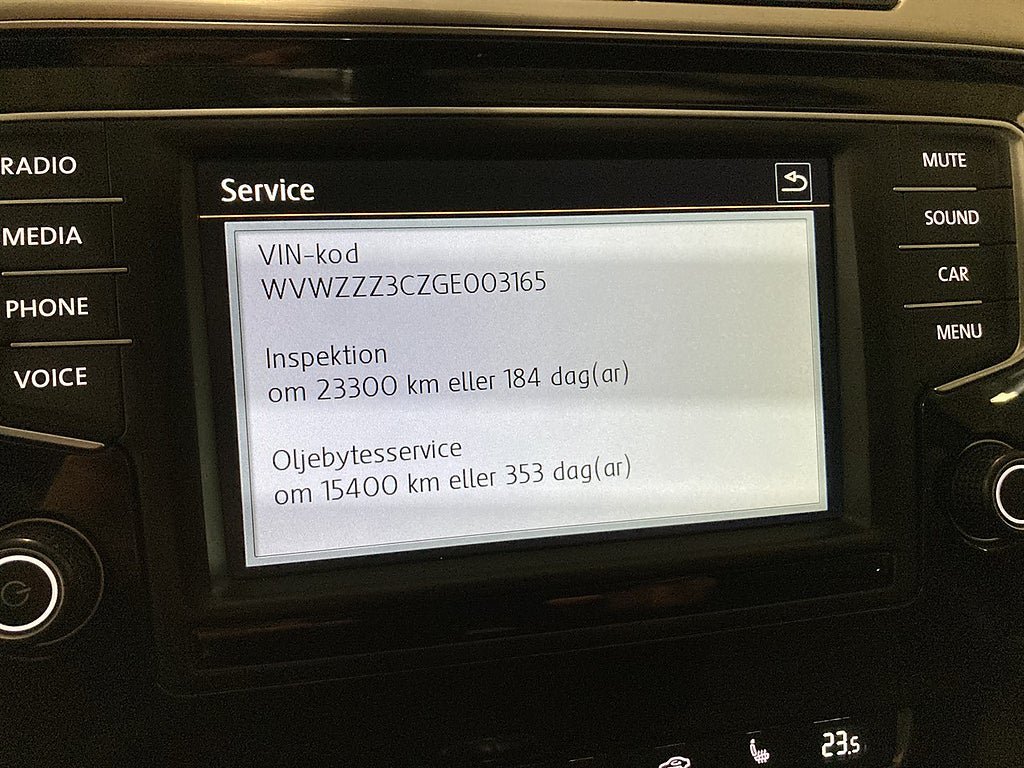 RADIO
MEDIA
PHONE
VOICE
Service
VIN-kod
WVWZZZ3CZGE003165
Inspektion
om 23300 km eller 184 dag(ar)
Oljebytesservice
om 15400 km eller 353 dag(ar)
MUTE
SOUND
CAR
MENU
23.5